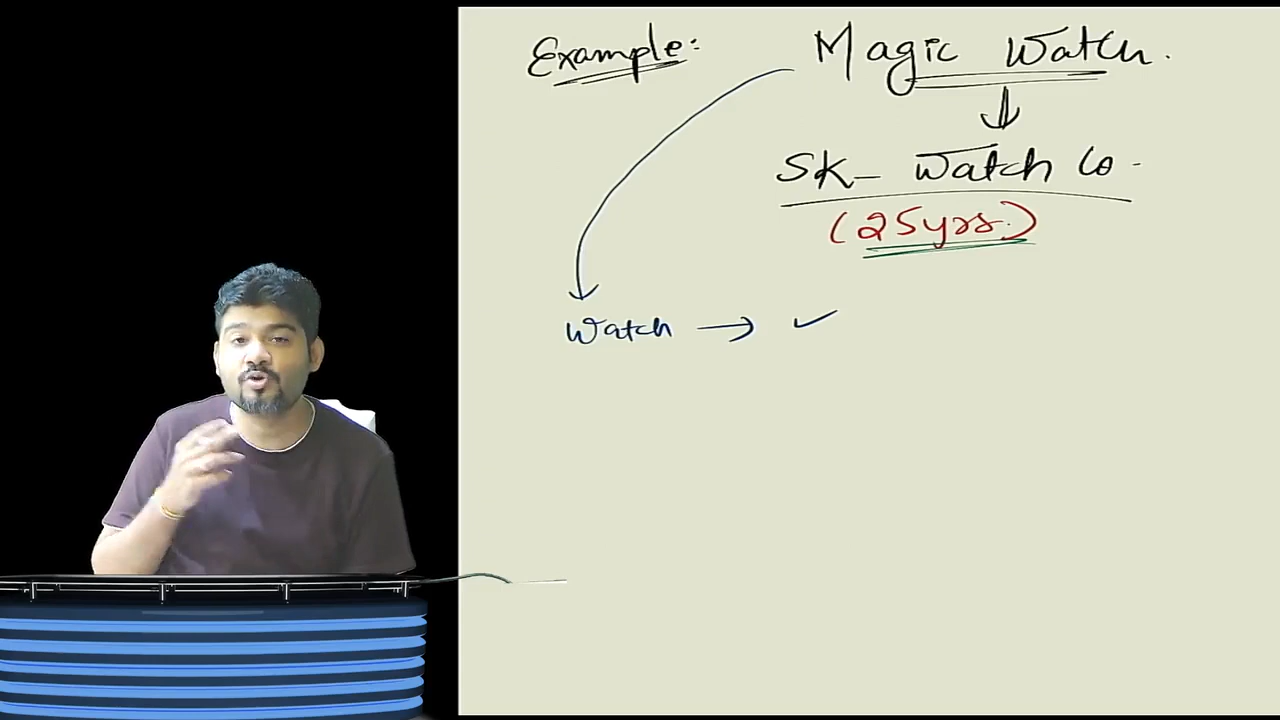 Example: Magic Watch.
SK- Watch Co.
(25yrs.)
Watch → ✓